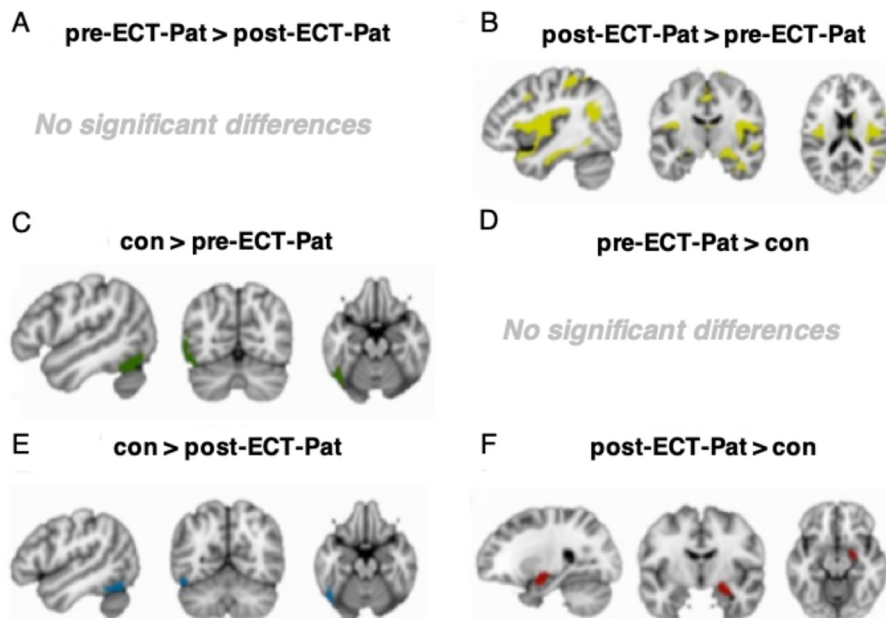 A
pre-ECT-Pat > post-ECT-Pat
No significant differences
B
post-ECT-Pat > pre-ECT-Pat
C
con > pre-ECT-Pat
D
pre-ECT-Pat > con
No significant differences
E
con > post-ECT-Pat
F
post-ECT-Pat > con